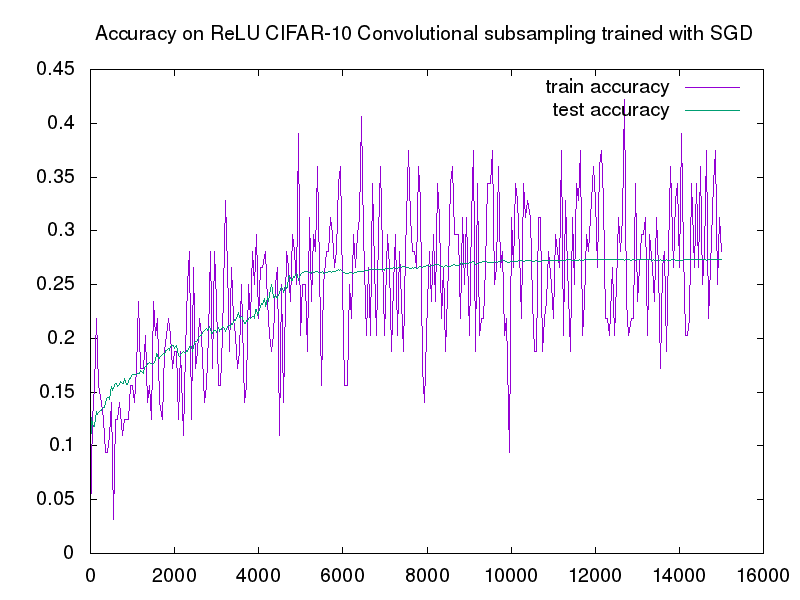 Accuracy on ReLU CIFAR-10 Convolutional subsampling trained with SGD
train accuracy
test accuracy
0.45
0.4
0.35
0.3
0.25
0.2
0.15
0.1
0.05
0
0 2000 4000 6000 8000 10000 12000 14000 16000